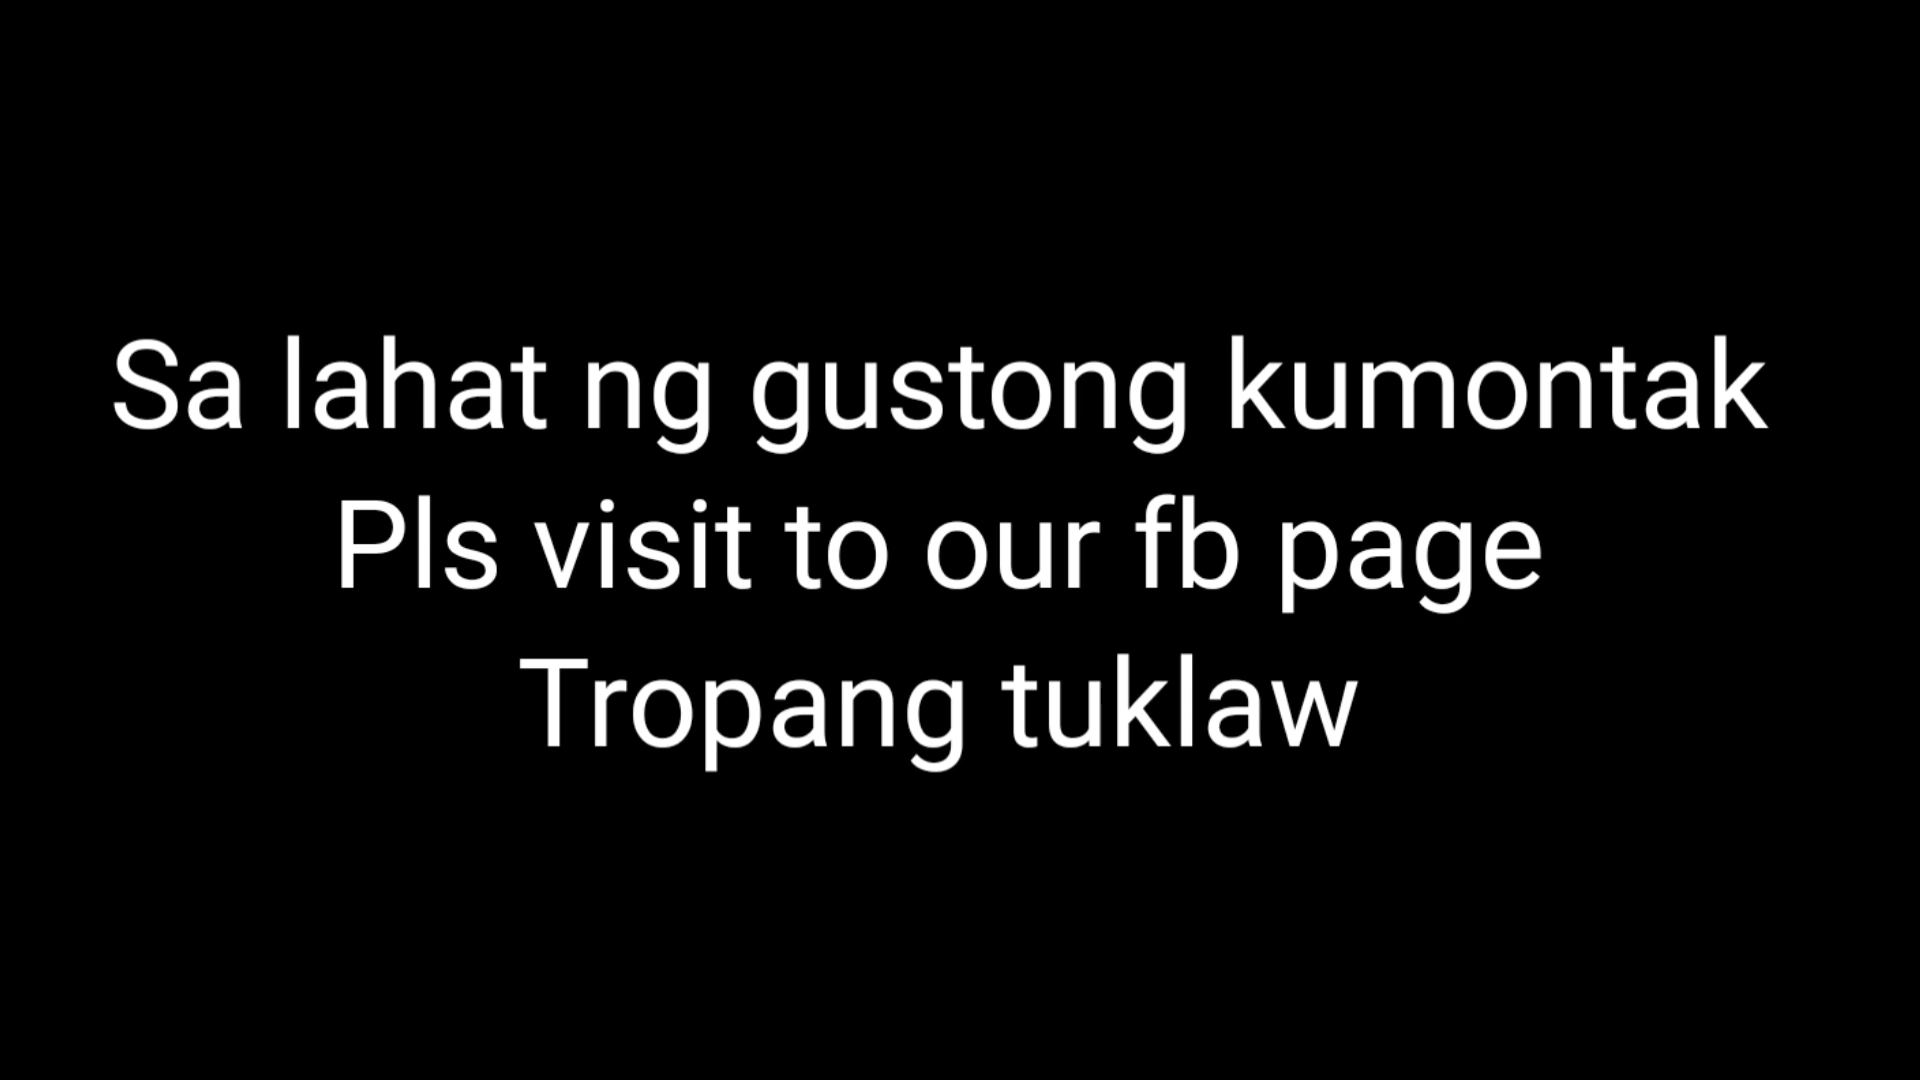 Sa lahat ng gustong kumontak
Pls visit to our fb page
Tropang tuklaw